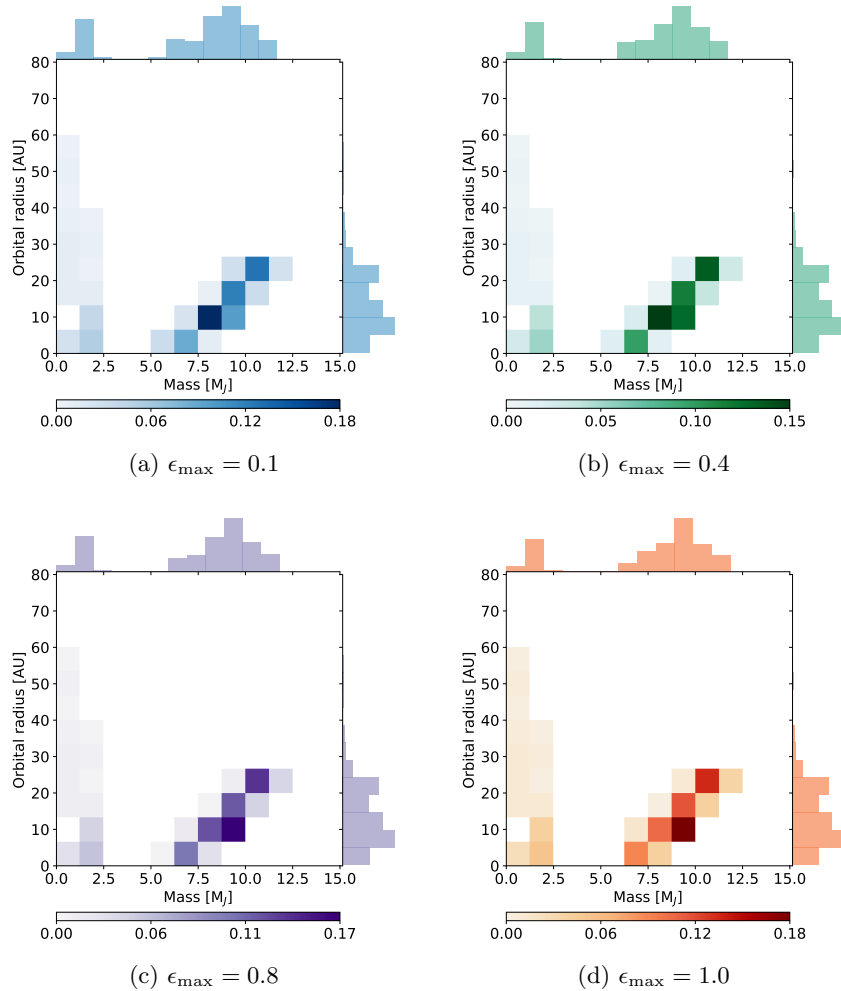 80
70
60
50
40
30
20
10
0
Orbital radius [AU]
0.0 2.5 5.0 7.5 10.0 12.5 15.0
Mass [M_J]
0.00 0.06 0.12 0.18
(a) ϵ_max = 0.1
80
70
60
50
40
30
20
10
0
Orbital radius [AU]
0.0 2.5 5.0 7.5 10.0 12.5 15.0
Mass [M_J]
0.00 0.05 0.10 0.15
(b) ϵ_max = 0.4
80
70
60
50
40
30
20
10
0
Orbital radius [AU]
0.0 2.5 5.0 7.5 10.0 12.5 15.0
Mass [M_J]
0.00 0.06 0.11 0.17
(c) ϵ_max = 0.8
80
70
60
50
40
30
20
10
0
Orbital radius [AU]
0.0 2.5 5.0 7.5 10.0 12.5 15.0
Mass [M_J]
0.00 0.06 0.12 0.18
(d) ϵ_max = 1.0